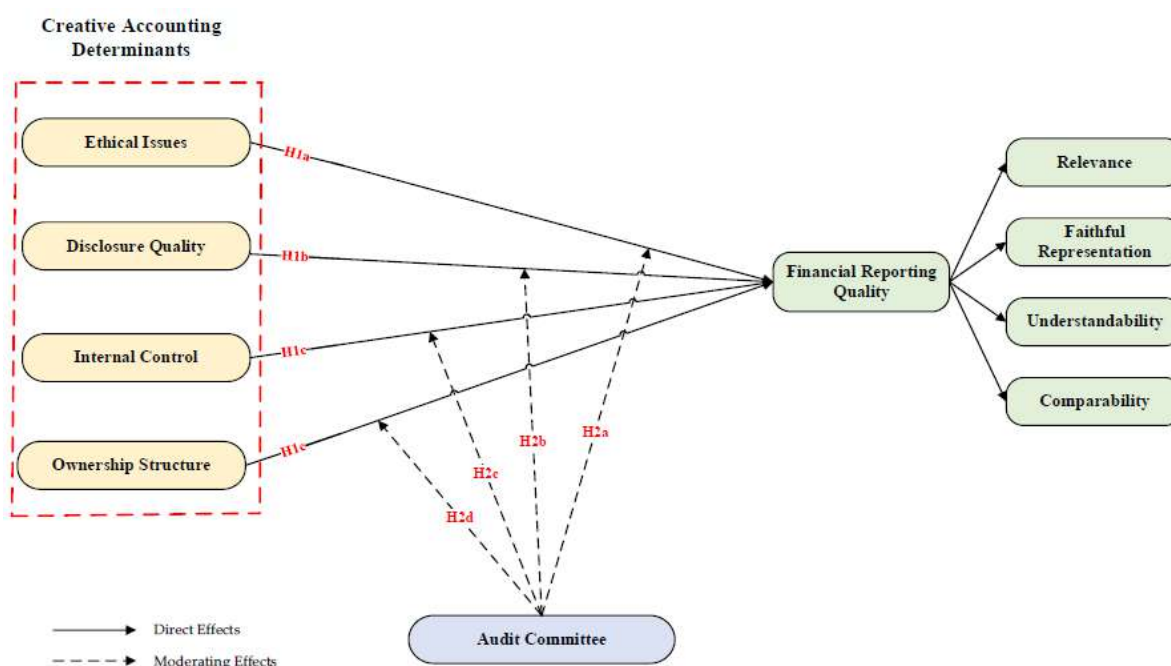 Creative Accounting
Determinants
Ethical Issues
H1a
Disclosure Quality
H1b
Internal Control
H1c
Ownership Structure
H1c
H2d
H2c
H2b
H2a
Financial Reporting
Quality
Relevance
Faithful
Representation
Understandability
Comparability
Audit Committee
Direct Effects
Moderating Effects